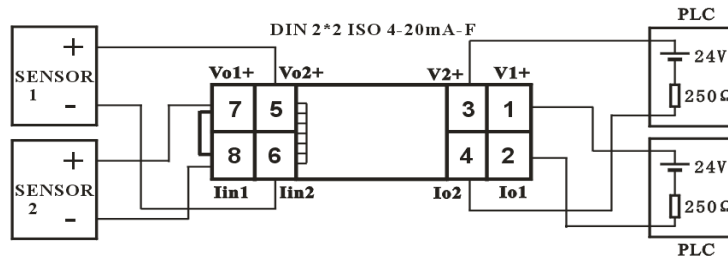 DIN 2*2 ISO 4-20mA-F
PLC
+
SENSOR
1
-
Vo1+ Vo2+ V2+ V1+
24V
250Ω
7 5 3 1
8 6 4 2
+
SENSOR
2
-
Iin1 Iin2 Io2 Io1
24V
250Ω
PLC